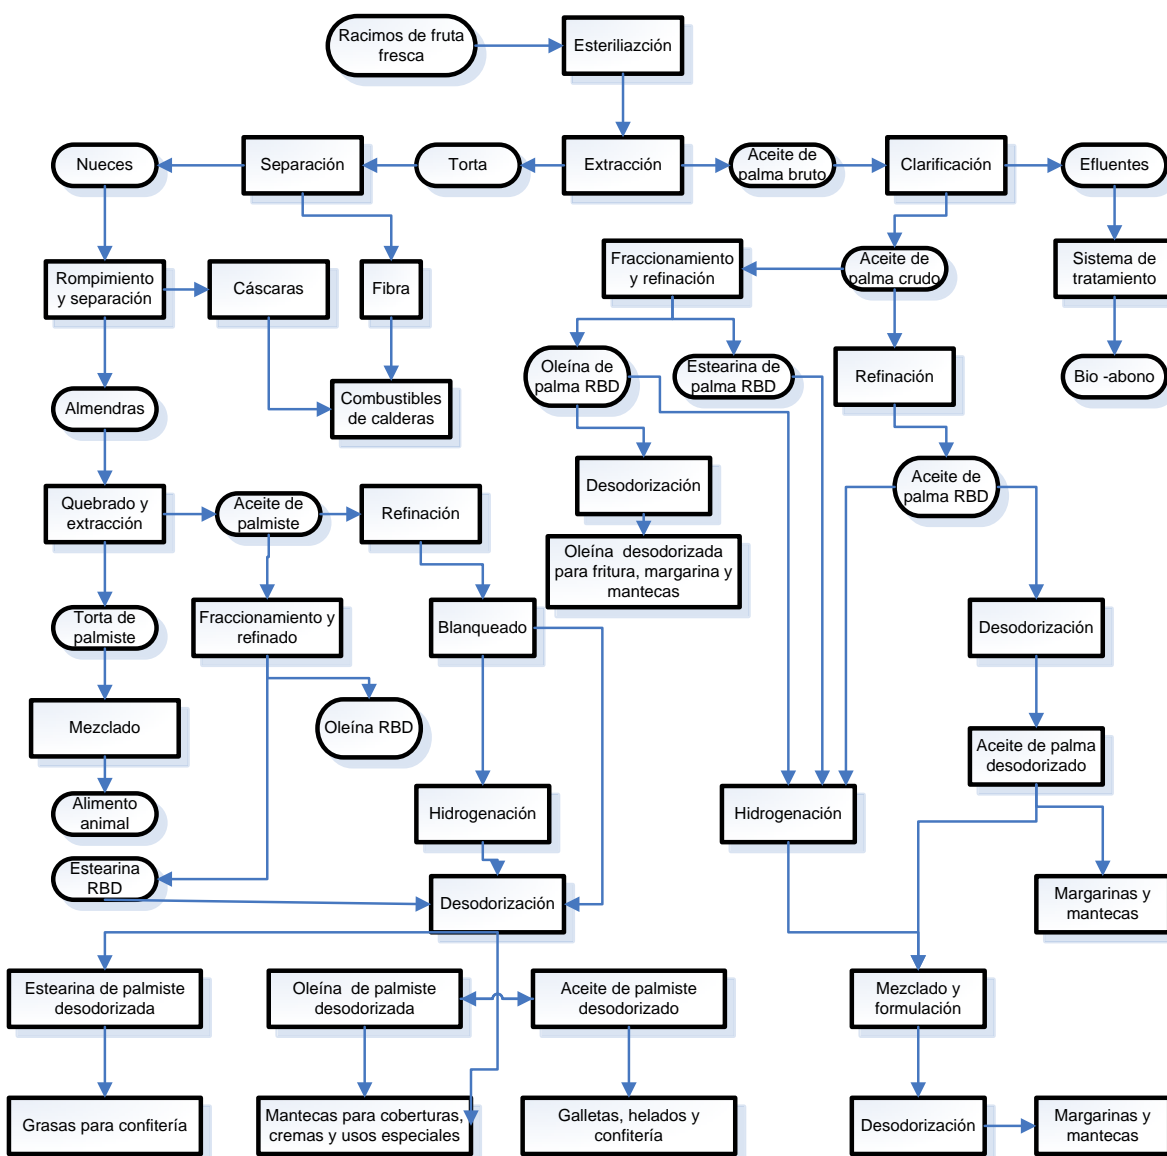 Racimos de fruta
fresca
Esteriliazción
Nueces
Separación
Torta
Extracción
Aceite de
palma bruto
Clarificación
Efluentes
Rompimiento
y separación
Cáscaras
Fibra
Fraccionamiento
y refinación
Aceite de
palma crudo
Sistema de
tratamiento
Almendras
Combustibles
de calderas
Oleína de
palma RBD
Estearina de
palma RBD
Refinación
Bio -abono
Quebrado y
extracción
Aceite de
palmiste
Refinación
Desodorización
Aceite de
palma RBD
Oleína  desodorizada
para fritura, margarina y
mantecas
Torta de
palmiste
Fraccionamiento y
refinado
Blanqueado
Desodorización
Mezclado
Oleína RBD
Aceite de palma
desodorizado
Alimento
animal
Hidrogenación
Hidrogenación
Estearina
RBD
Desodorización
Margarinas y
mantecas
Estearina de palmiste
desodorizada
Oleína  de palmiste
desodorizada
Aceite de palmiste
desodorizado
Mezclado y
formulación
Grasas para confitería
Mantecas para coberturas,
cremas y usos especiales
Galletas, helados y
confitería
Desodorización
Margarinas y
mantecas